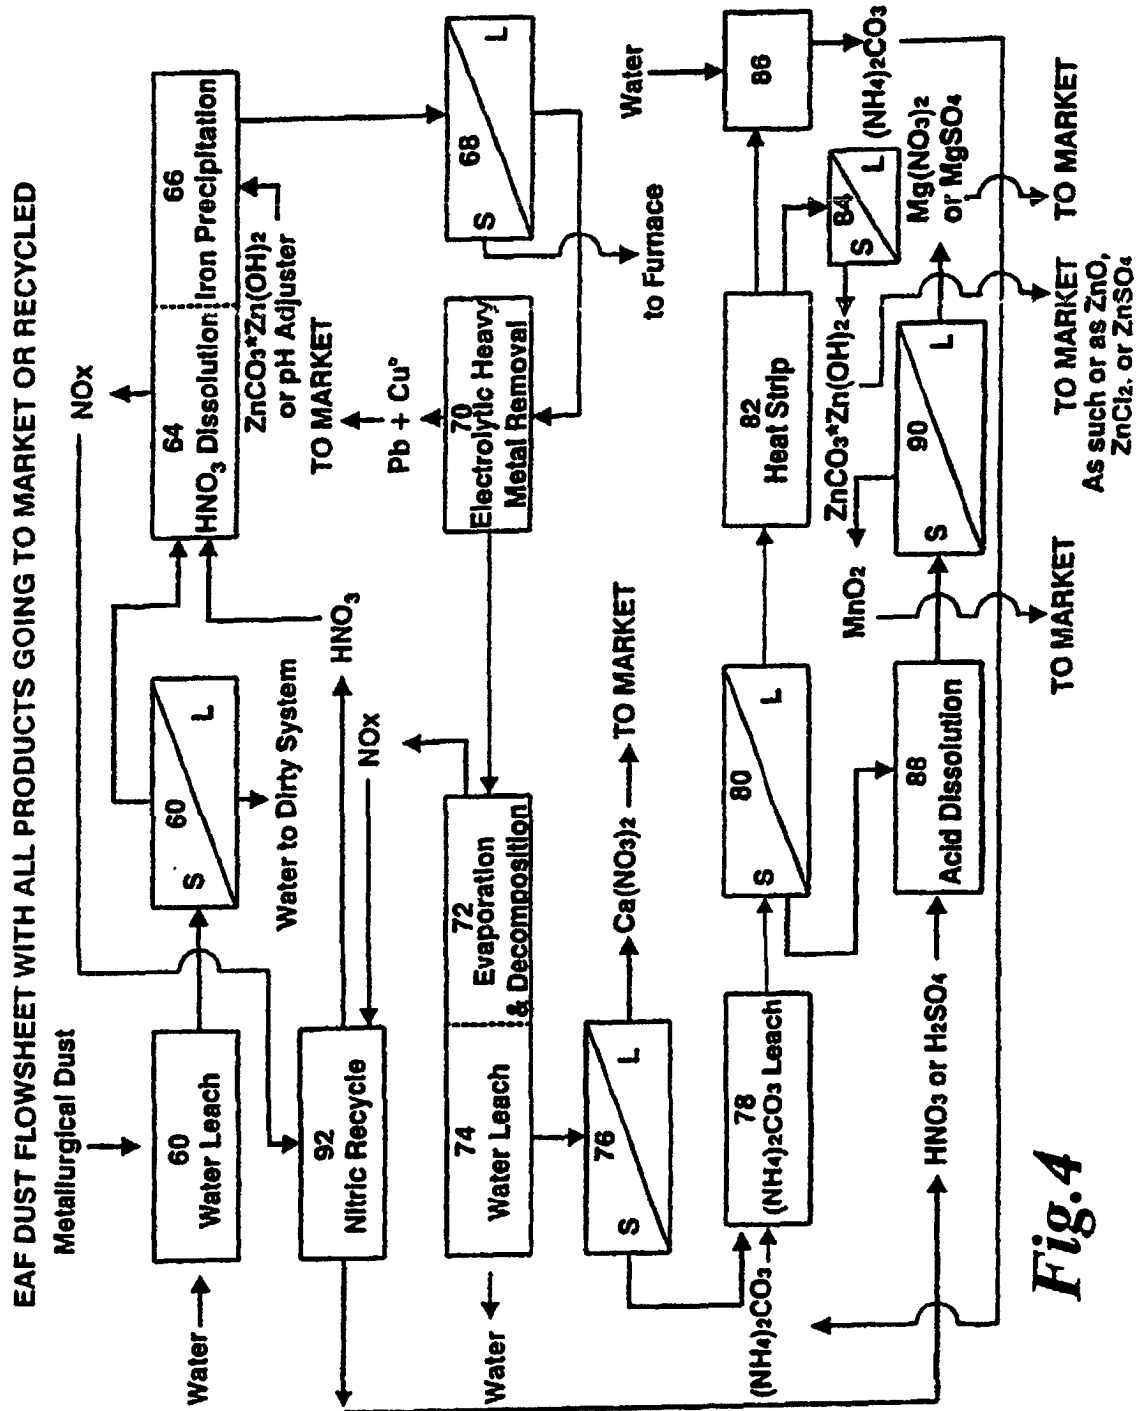 EAF DUST FLOWSHEET WITH ALL PRODUCTS GOING TO MARKET OR RECYCLED
Metallurgical Dust
NOx
Water
60
Water Leach
S
60
L
Water to Dirty System
64
HNO3 Dissolution
66
Iron Precipitation
ZnCO3*Zn(OH)2
or pH Adjuster
92
Nitric Recycle
HNO3
NOx
TO MARKET
Pb + Cu°
Water
74
Water Leach
72
Evaporation
& Decomposition
70
Electrolytic Heavy
Metal Removal
S
68
L
to Furnace
S
76
L
Ca(NO3)2
TO MARKET
(NH4)2CO3
78
(NH4)2CO3 Leach
S
80
L
82
Heat Strip
Water
86
(NH4)2CO3
S
84
L
ZnCO3*Zn(OH)2
HNO3 or H2SO4
88
Acid Dissolution
MnO2
S
90
L
Mg(NO3)2
or MgSO4
TO MARKET
TO MARKET
As such or as ZnO,
ZnCl2, or ZnSO4
TO MARKET
Fig.4